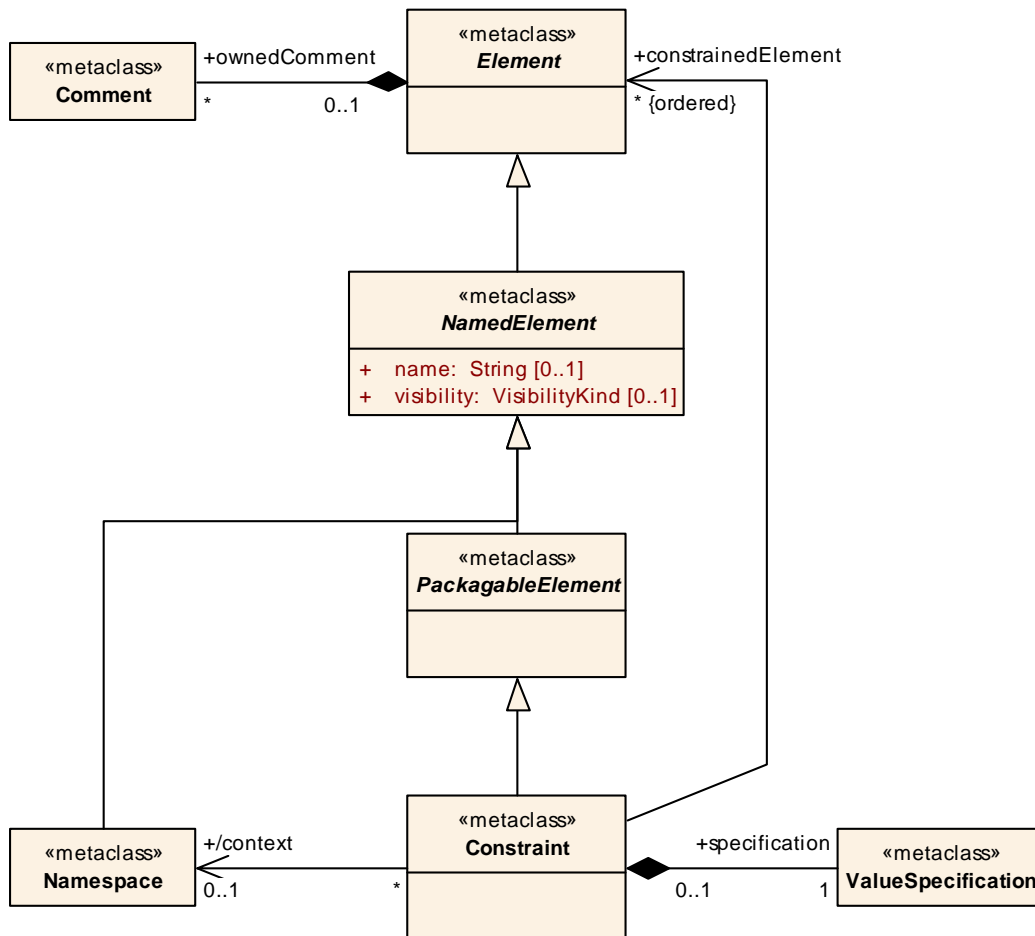 «metaclass»
Element
«metaclass»
Comment
+ownedComment
*
0..1
+constrainedElement
* {ordered}
«metaclass»
NamedElement
+ name: String [0..1]
+ visibility: VisibilityKind [0..1]
«metaclass»
PackagableElement
«metaclass»
Namespace
+/context
0..1
*
«metaclass»
Constraint
+specification
0..1
1
«metaclass»
ValueSpecification